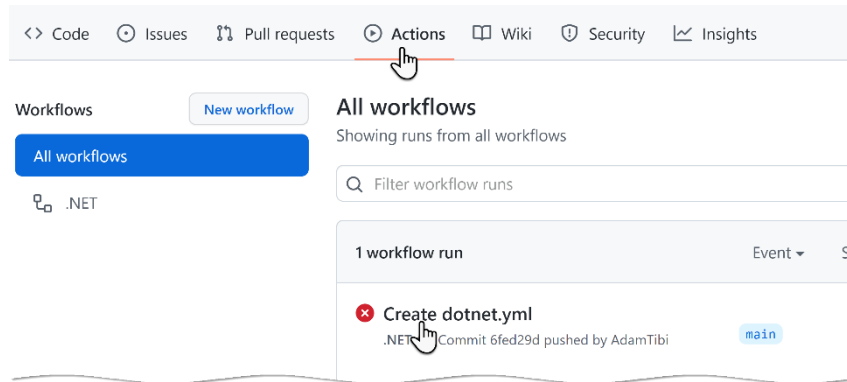 <> Code Issues Pull requests Actions Wiki Security Insights
Workflows New workflow
All workflows
.NET
All workflows
Showing runs from all workflows
Filter workflow runs
1 workflow run Event
Create dotnet.yml
.NET Commit 6fed29d pushed by AdamTibi
main